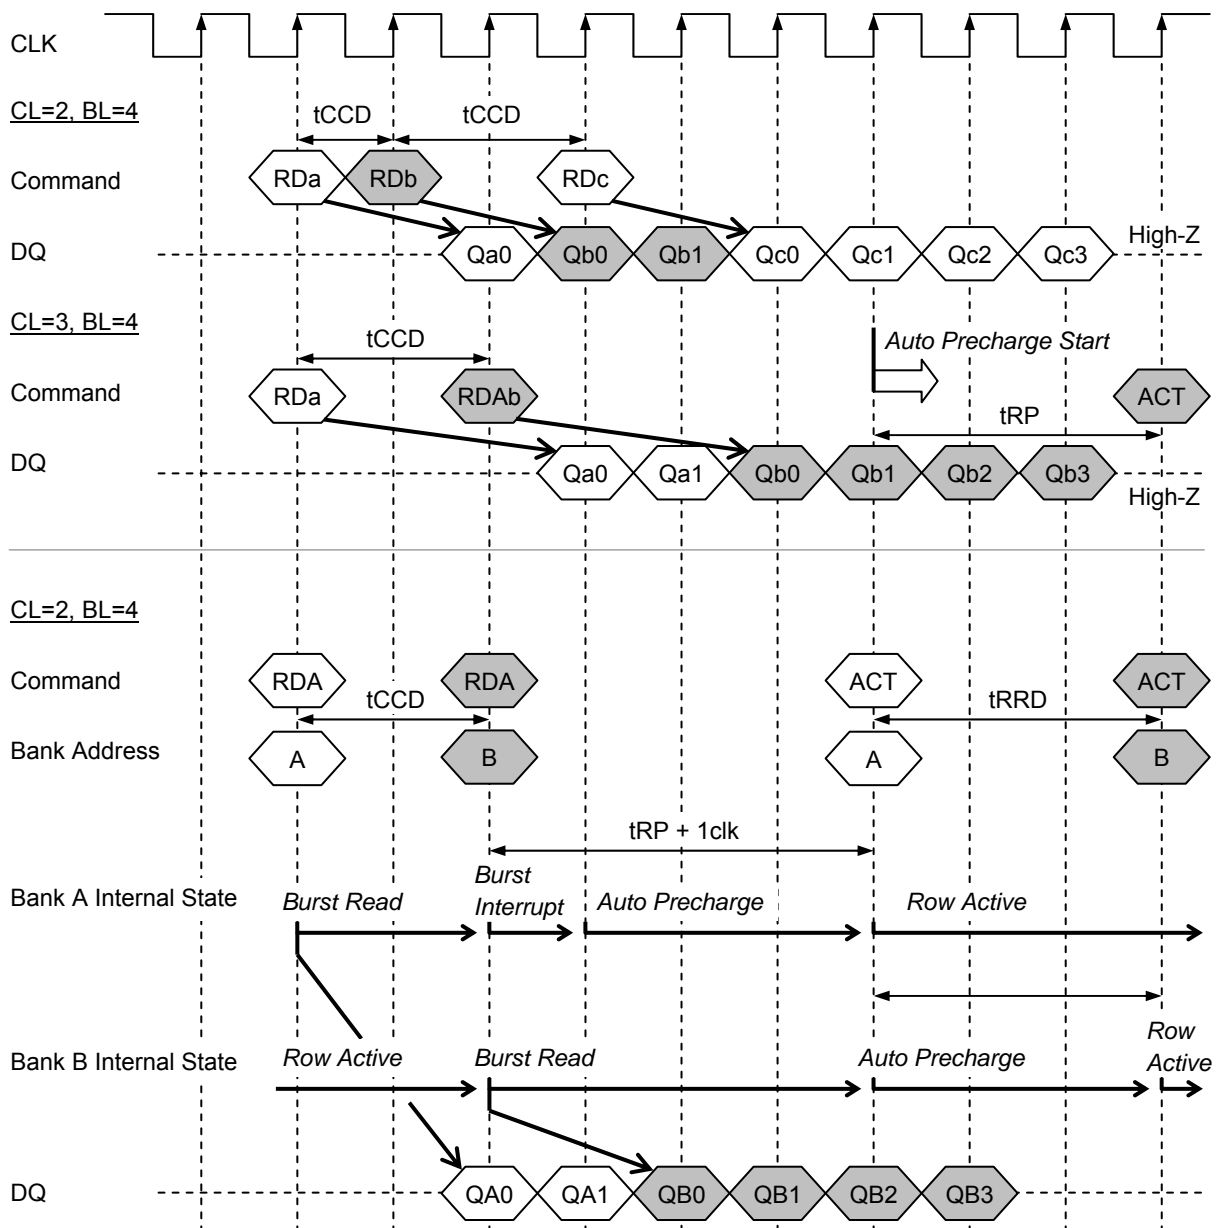 CLK
CL=2, BL=4
tCCD tCCD
Command RDa RDb RDc
DQ Qa0 Qb0 Qb1 Qc0 Qc1 Qc2 Qc3 High-Z
CL=3, BL=4
tCCD Auto Precharge Start
Command RDa RDAb ACT
tRP
DQ Qa0 Qa1 Qb0 Qb1 Qb2 Qb3 High-Z
CL=2, BL=4
Command RDA RDA ACT ACT
tCCD tRRD
Bank Address A B A B
tRP + 1clk
Bank A Internal State Burst Read Burst Interrupt Auto Precharge Row Active
Bank B Internal State Row Active Burst Read Auto Precharge Row Active
DQ QA0 QA1 QB0 QB1 QB2 QB3